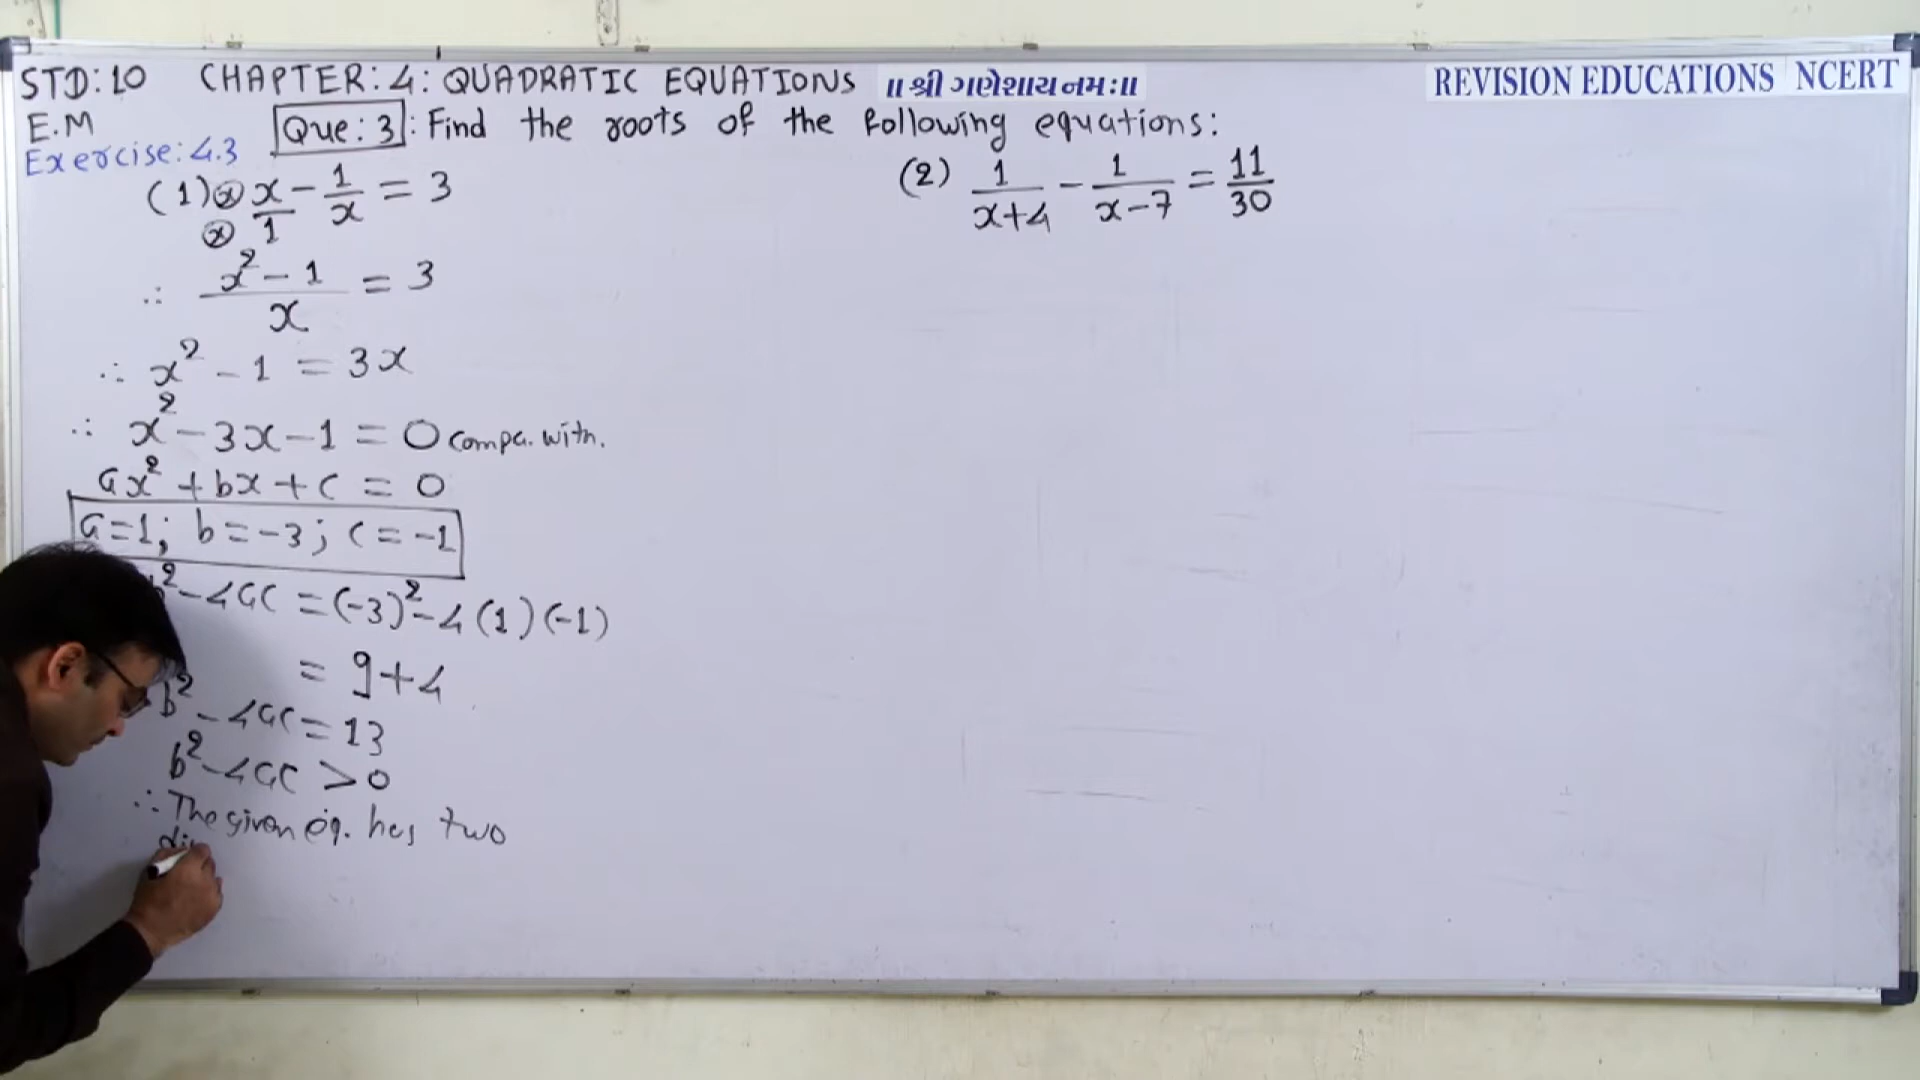 STD: 10 CHAPTER: 4: QUADRATIC EQUATIONS ॥ શ્રી ગણેશાય નમઃ ॥ REVISION EDUCATIONS NCERT
E.M Que: 3: Find the roots of the following equations:
Exercise: 4.3
(1) ⓧ x/1 - 1/x = 3
ⓧ
∴ (x² - 1)/x = 3
∴ x² - 1 = 3x
∴ x² - 3x - 1 = 0 compa. with.
ax² + bx + c = 0
a=1; b=-3; c=-1
² - 4ac = (-3)² - 4(1)(-1)
= 9+4
b² - 4ac = 13
b² - 4ac > 0
∴ The given eq. has two
di
(2) 1/(x+4) - 1/(x-7) = 11/30